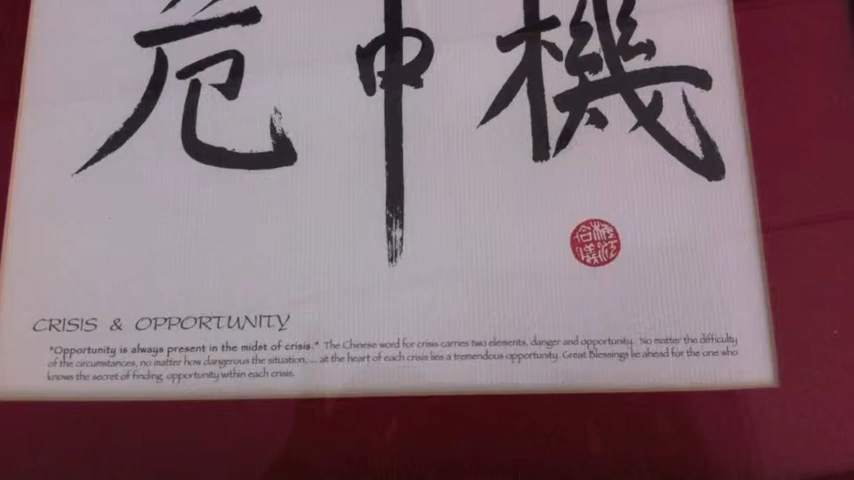 危中機
CRISIS & OPPORTUNITY
"Opportunity is always present in the midst of crisis." The Chinese word for crisis carries two elements, danger and opportunity. No matter the difficulty
of the circumstances, no matter how dangerous the situation, ... at the heart of each crisis lies a tremendous opportunity. Great Blessings lie ahead for the one who
knows the secret of finding opportunity within each crisis.